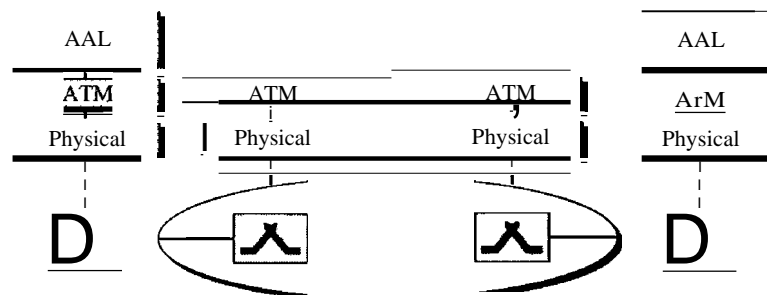 AAL AAL
ATM ATM ATM ArM
Physical Physical Physical Physical
D D